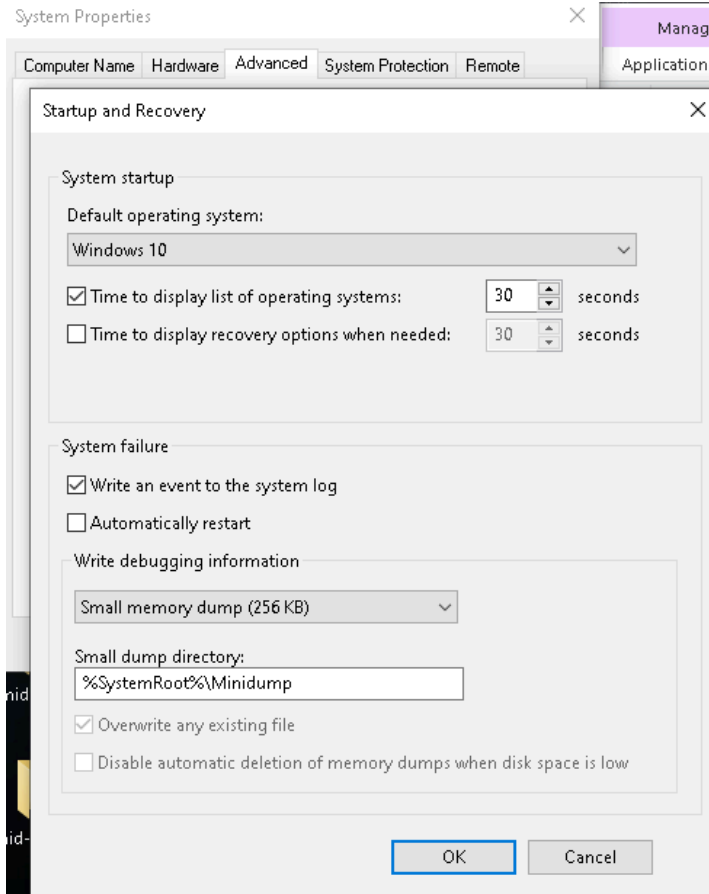 System Properties
Manag
Computer Name Hardware Advanced System Protection Remote
Application
Startup and Recovery
System startup
Default operating system:
Windows 10
Time to display list of operating systems: 30 seconds
Time to display recovery options when needed: 30 seconds
System failure
Write an event to the system log
Automatically restart
Write debugging information
Small memory dump (256 KB)
Small dump directory:
%SystemRoot%\Minidump
Overwrite any existing file
Disable automatic deletion of memory dumps when disk space is low
nid
nid-
OK Cancel